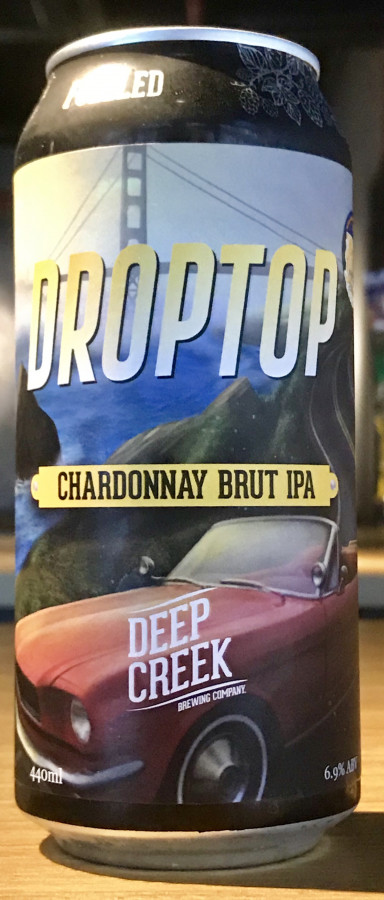 DROPTOP
CHARDONNAY BRUT IPA
DEEP
CREEK
BREWING COMPANY.
440ml
6.9% ABV